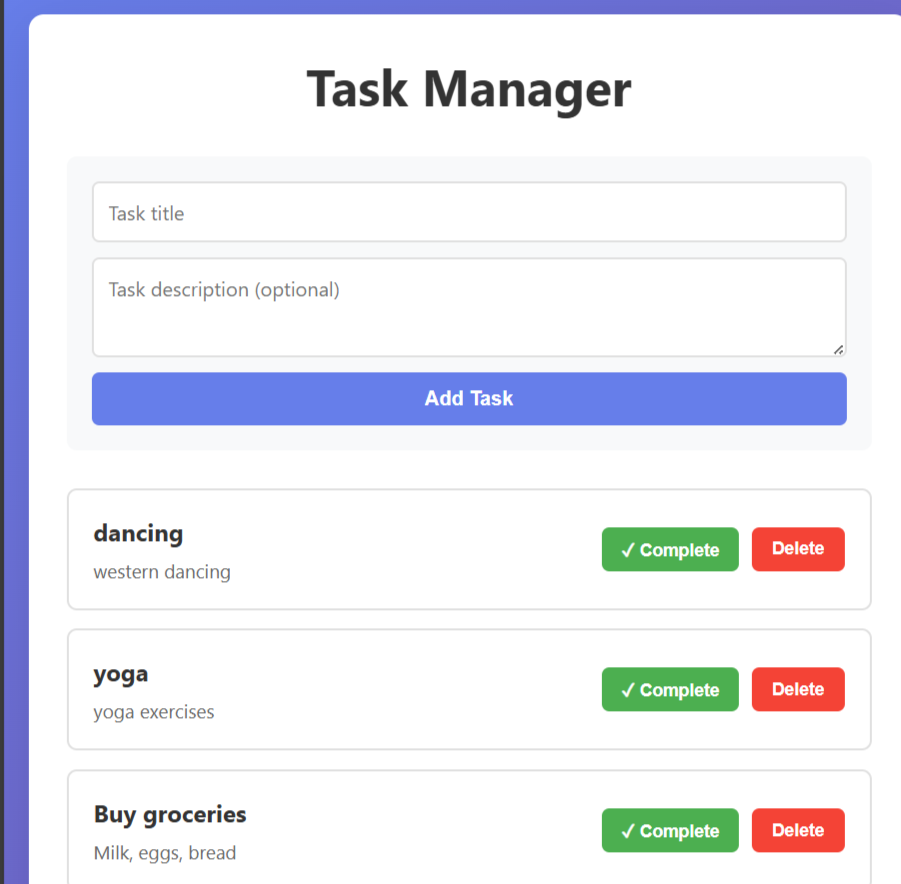 Task Manager
Task title
Task description (optional)
Add Task
dancing
western dancing
✓ Complete
Delete
yoga
yoga exercises
✓ Complete
Delete
Buy groceries
Milk, eggs, bread
✓ Complete
Delete